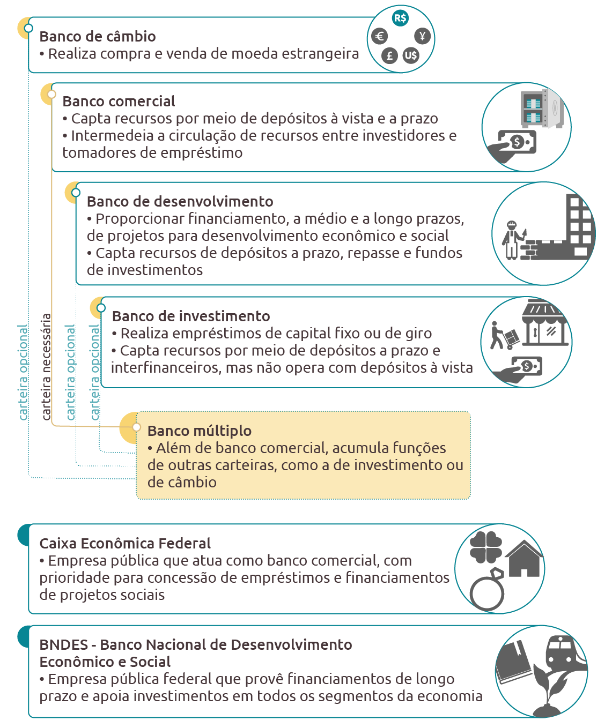 R$
€
¥
£
U$
Banco de câmbio
• Realiza compra e venda de moeda estrangeira
Banco comercial
• Capta recursos por meio de depósitos à vista e a prazo
• Intermedeia a circulação de recursos entre investidores e
tomadores de empréstimo
$
Banco de desenvolvimento
• Proporcionar financiamento, a médio e a longo prazos,
de projetos para desenvolvimento econômico e social
• Capta recursos de depósitos a prazo, repasse e fundos
de investimentos
Banco de investimento
• Realiza empréstimos de capital fixo ou de giro
• Capta recursos por meio de depósitos a prazo e
interfinanceiros, mas não opera com depósitos à vista
$
carteira opcional
carteira necessária
carteira opcional
carteira opcional
Banco múltiplo
• Além de banco comercial, acumula funções
de outras carteiras, como a de investimento ou
de câmbio
Caixa Econômica Federal
• Empresa pública que atua como banco comercial, com
prioridade para concessão de empréstimos e financiamentos
de projetos sociais
BNDES - Banco Nacional de Desenvolvimento
Econômico e Social
• Empresa pública federal que provê financiamentos de longo
prazo e apoia investimentos em todos os segmentos da economia